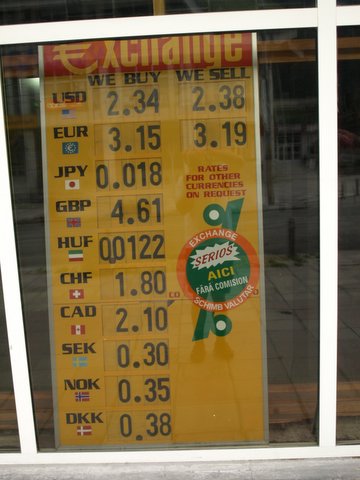 €xchange
WE BUY WE SELL
USD 2.34 2.38
EUR 3.15 3.19
JPY 0.018
RATES
FOR OTHER
CURRENCIES
ON REQUEST
GBP 4.61
HUF 0,0122
CHF 1.80
CAD 2.10
SEK 0.30
NOK 0.35
DKK 0.38
%
EXCHANGE
SERIOS
AICI
FĂRĂ COMISION
SCHIMB VALUTAR
%